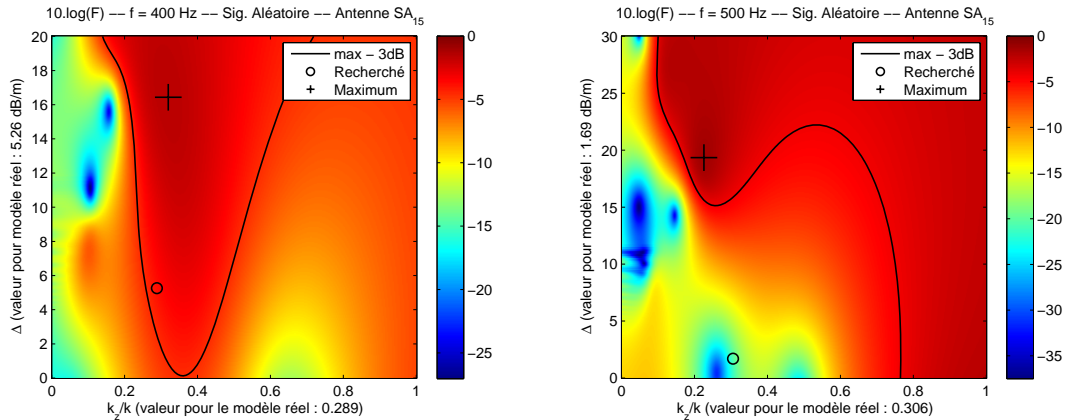 10.log(F) −− f = 400 Hz −− Sig. Aléatoire −− Antenne SA15
Δ (valeur pour modèle réel : 5.26 dB/m)
20
18
16
14
12
10
8
6
4
2
0
0 0.2 0.4 0.6 0.8 1
k_z/k (valeur pour le modèle réel : 0.289)
max − 3dB
Recherché
Maximum
0
−5
−10
−15
−20
−25
10.log(F) −− f = 500 Hz −− Sig. Aléatoire −− Antenne SA15
Δ (valeur pour modèle réel : 1.69 dB/m)
30
25
20
15
10
5
0
0 0.2 0.4 0.6 0.8 1
k_z/k (valeur pour le modèle réel : 0.306)
max − 3dB
Recherché
Maximum
0
−5
−10
−15
−20
−25
−30
−35